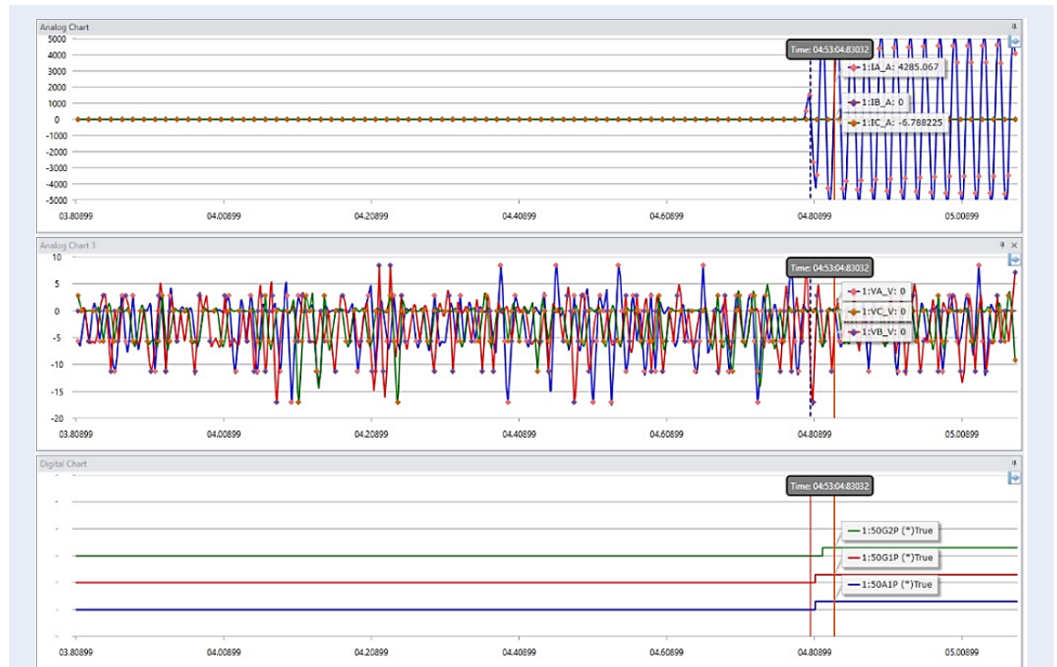 Analog Chart
5000
4000
3000
2000
1000
0
-1000
-2000
-3000
-4000
-5000
Time: 04:53:04:83032
1:IA_A: 4285.067
1:IB_A: 0
1:IC_A: -6.788225
03.80899 04.00899 04.20899 04.40899 04.60899 04.80899 05.00899
Analog Chart 1
10
5
0
-5
-10
-15
-20
Time: 04:53:04:83032
1:VA_V: 0
1:VC_V: 0
1:VB_V: 0
03.80899 04.00899 04.20899 04.40899 04.60899 04.80899 05.00899
Digital Chart
Time: 04:53:04:83032
1:50G2P (*)True
1:50G1P (*)True
1:50A1P (*)True
03.80899 04.00899 04.20899 04.40899 04.60899 04.80899 05.00899